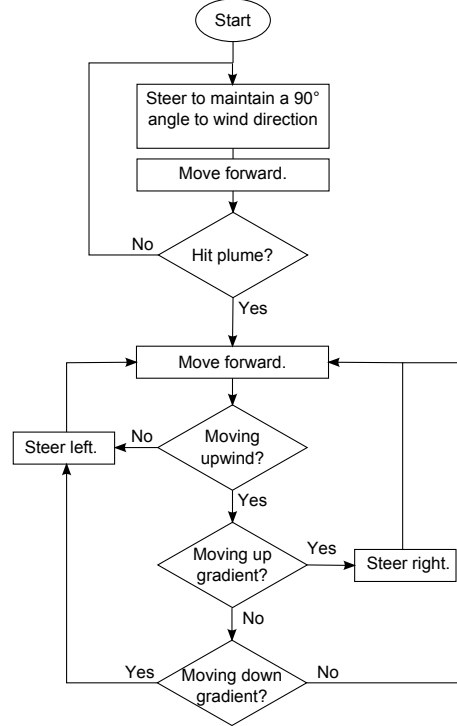 Start
Steer to maintain a 90°
angle to wind direction
Move forward.
No
Hit plume?
Yes
Move forward.
Steer left.
No
Moving
upwind?
Yes
Moving up
gradient?
Yes
Steer right.
No
Yes
Moving down
gradient?
No